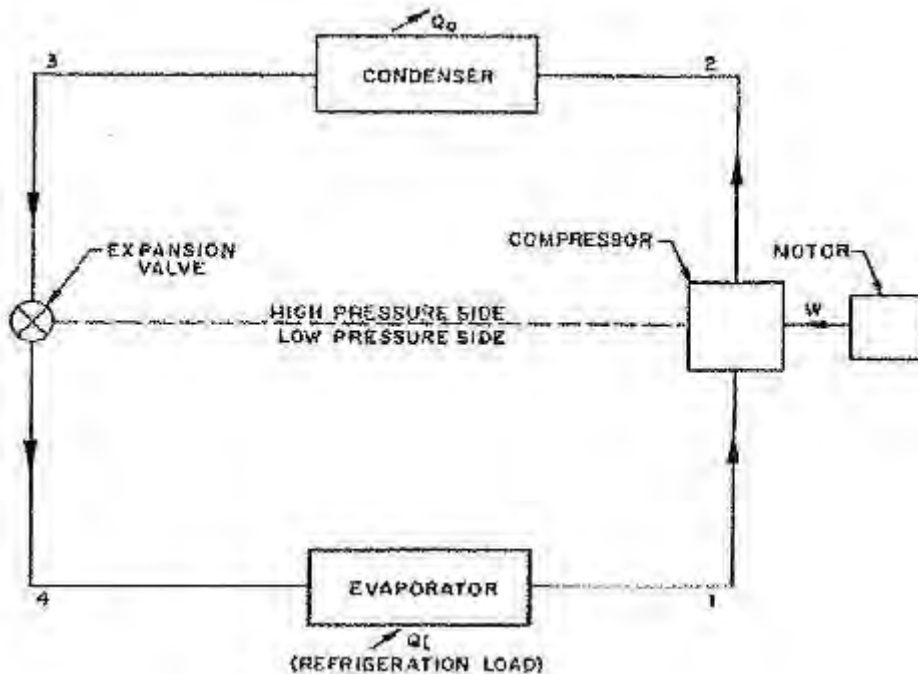 Qo
3
CONDENSER
2
EXPANSION
VALVE
COMPRESSOR
MOTOR
HIGH PRESSURE SIDE
LOW PRESSURE SIDE
W
4
EVAPORATOR
1
QL
(REFRIGERATION LOAD)